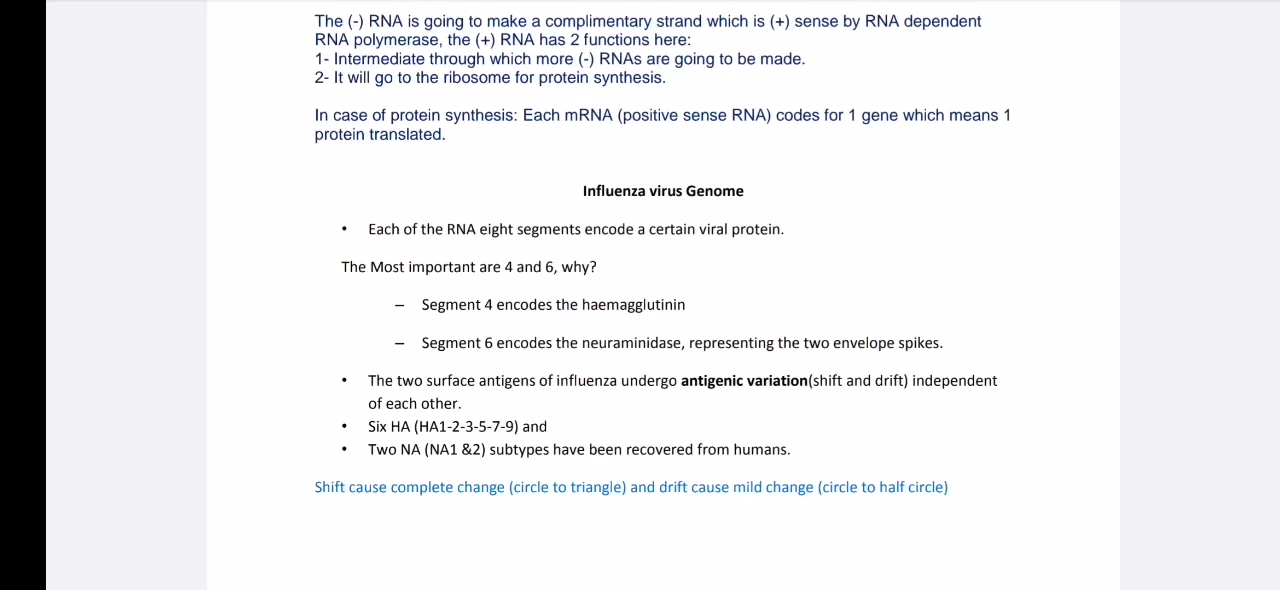 The (-) RNA is going to make a complimentary strand which is (+) sense by RNA dependent
RNA polymerase, the (+) RNA has 2 functions here:
1- Intermediate through which more (-) RNAs are going to be made.
2- It will go to the ribosome for protein synthesis.
In case of protein synthesis: Each mRNA (positive sense RNA) codes for 1 gene which means 1
protein translated.
Influenza virus Genome
• Each of the RNA eight segments encode a certain viral protein.
The Most important are 4 and 6, why?
– Segment 4 encodes the haemagglutinin
– Segment 6 encodes the neuraminidase, representing the two envelope spikes.
• The two surface antigens of influenza undergo antigenic variation(shift and drift) independent
of each other.
• Six HA (HA1-2-3-5-7-9) and
• Two NA (NA1 &2) subtypes have been recovered from humans.
Shift cause complete change (circle to triangle) and drift cause mild change (circle to half circle)